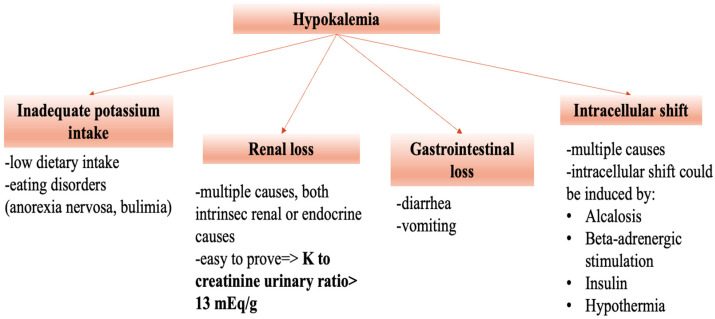 Hypokalemia
Inadequate potassium
intake
-low dietary intake
-eating disorders
(anorexia nervosa, bulimia)
Renal loss
-multiple causes, both
intrinsec renal or endocrine
causes
-easy to prove=> K to
creatinine urinary ratio>
13 mEq/g
Gastrointestinal
loss
-diarrhea
-vomiting
Intracellular shift
-multiple causes
-intracellular shift could
be induced by:
• Alcalosis
• Beta-adrenergic
stimulation
• Insulin
• Hypothermia